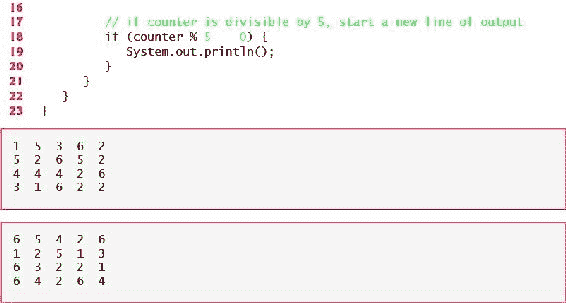 16
17 // if counter is divisible by 5, start a new line of output
18 if (counter % 5 0) {
19 System.out.println();
20 }
21 }
22 }
23 }
1 5 3 6 2
5 2 6 5 2
4 4 4 2 6
3 1 6 2 2
6 5 4 2 6
1 2 5 1 3
6 3 2 2 1
6 4 2 6 4